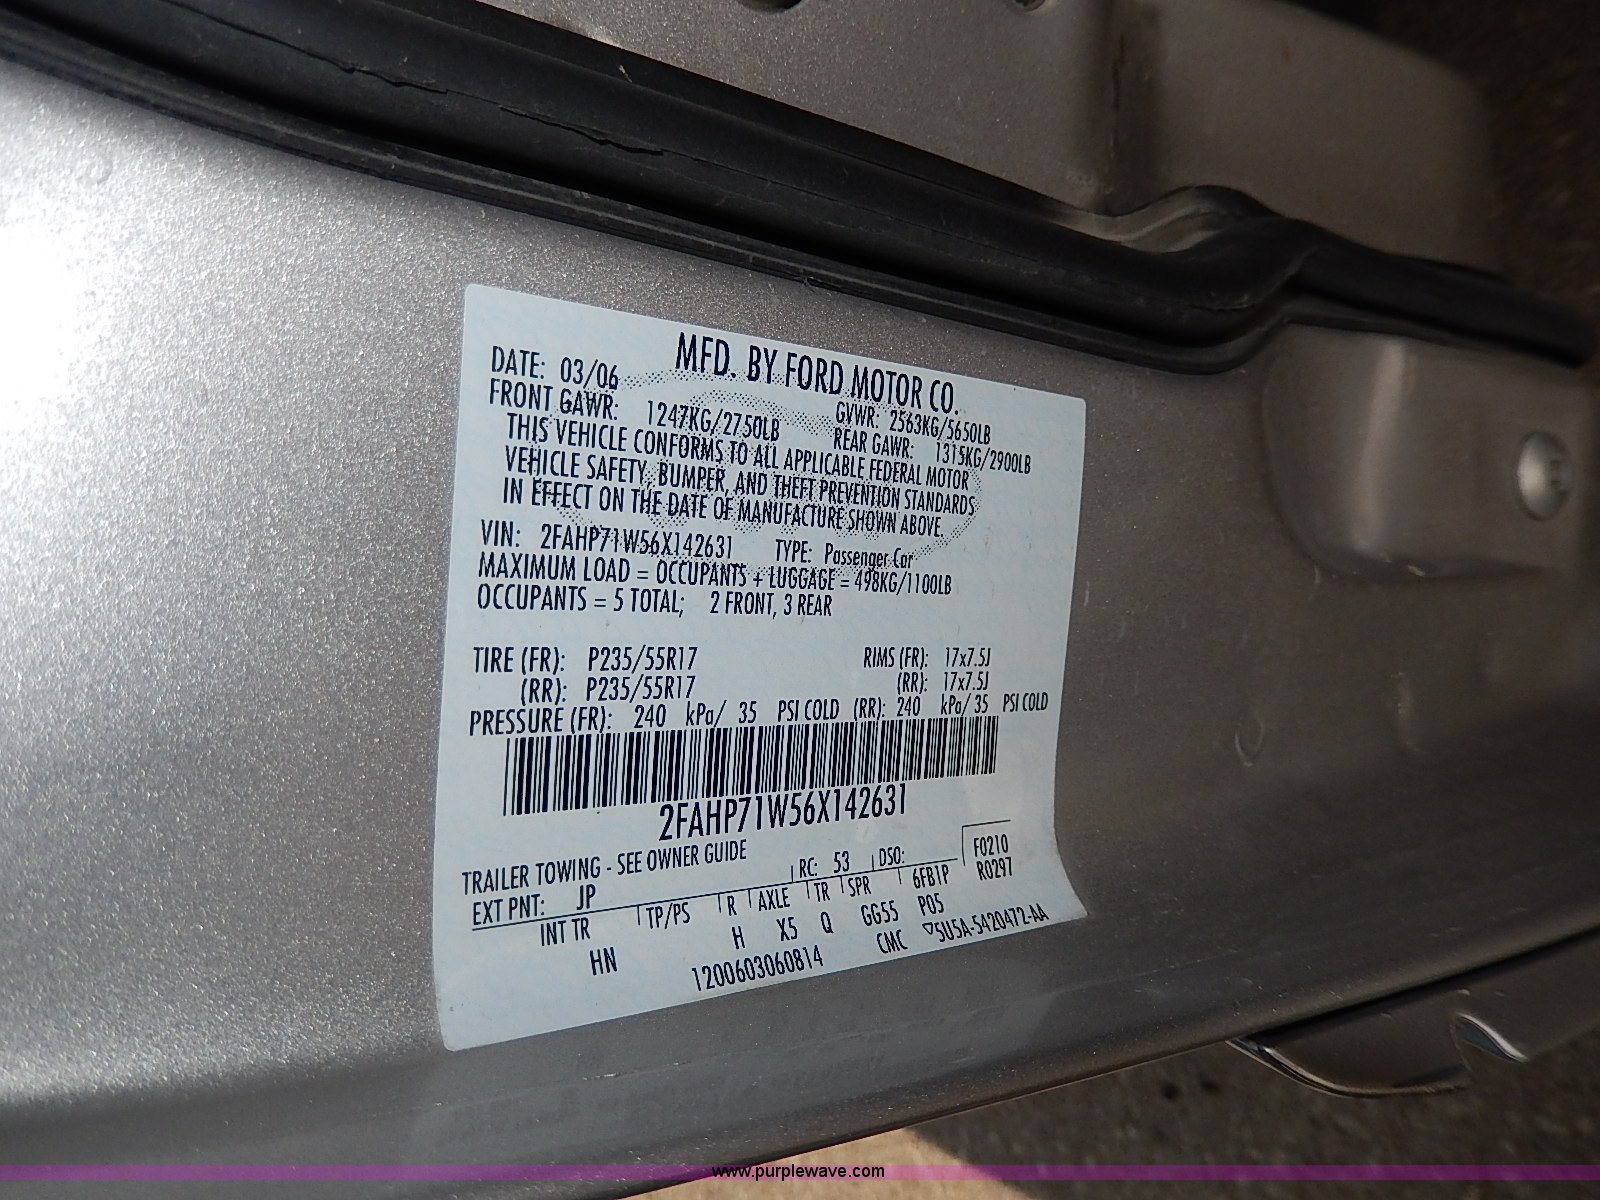 MFD. BY FORD MOTOR CO.
DATE: 03/06 GVWR: 2563KG/5650LB
FRONT GAWR: 1247KG/2750LB REAR GAWR: 1315KG/2900LB
THIS VEHICLE CONFORMS TO ALL APPLICABLE FEDERAL MOTOR
VEHICLE SAFETY, BUMPER, AND THEFT PREVENTION STANDARDS
IN EFFECT ON THE DATE OF MANUFACTURE SHOWN ABOVE.
VIN: 2FAHP71W56X142631 TYPE: Passenger Car
MAXIMUM LOAD = OCCUPANTS + LUGGAGE = 498KG/1100LB
OCCUPANTS = 5 TOTAL; 2 FRONT, 3 REAR
TIRE (FR): P235/55R17 RIMS (FR): 17x7.5J
(RR): P235/55R17 (RR): 17x7.5J
PRESSURE (FR): 240 kPa/ 35 PSI COLD (RR): 240 kPa/ 35 PSI COLD
2FAHP71W56X142631
TRAILER TOWING - SEE OWNER GUIDE
EXT PNT: JP RC: 53 DSO: F0210
INT TR TP/PS R AXLE TR SPR 6FB1P R0297
HN H X5 Q GG55 P05
1200603060814 CMC ▽5U5A-5420472-AA
www.purplewave.com